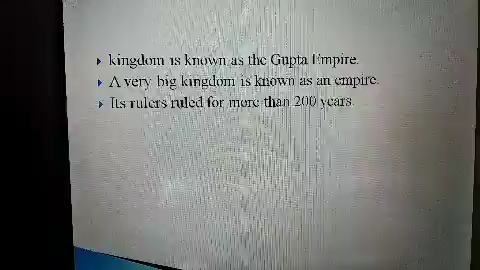 kingdom is known as the Gupta Empire.
A very big kingdom is known as an empire.
Its rulers ruled for more than 200 years.